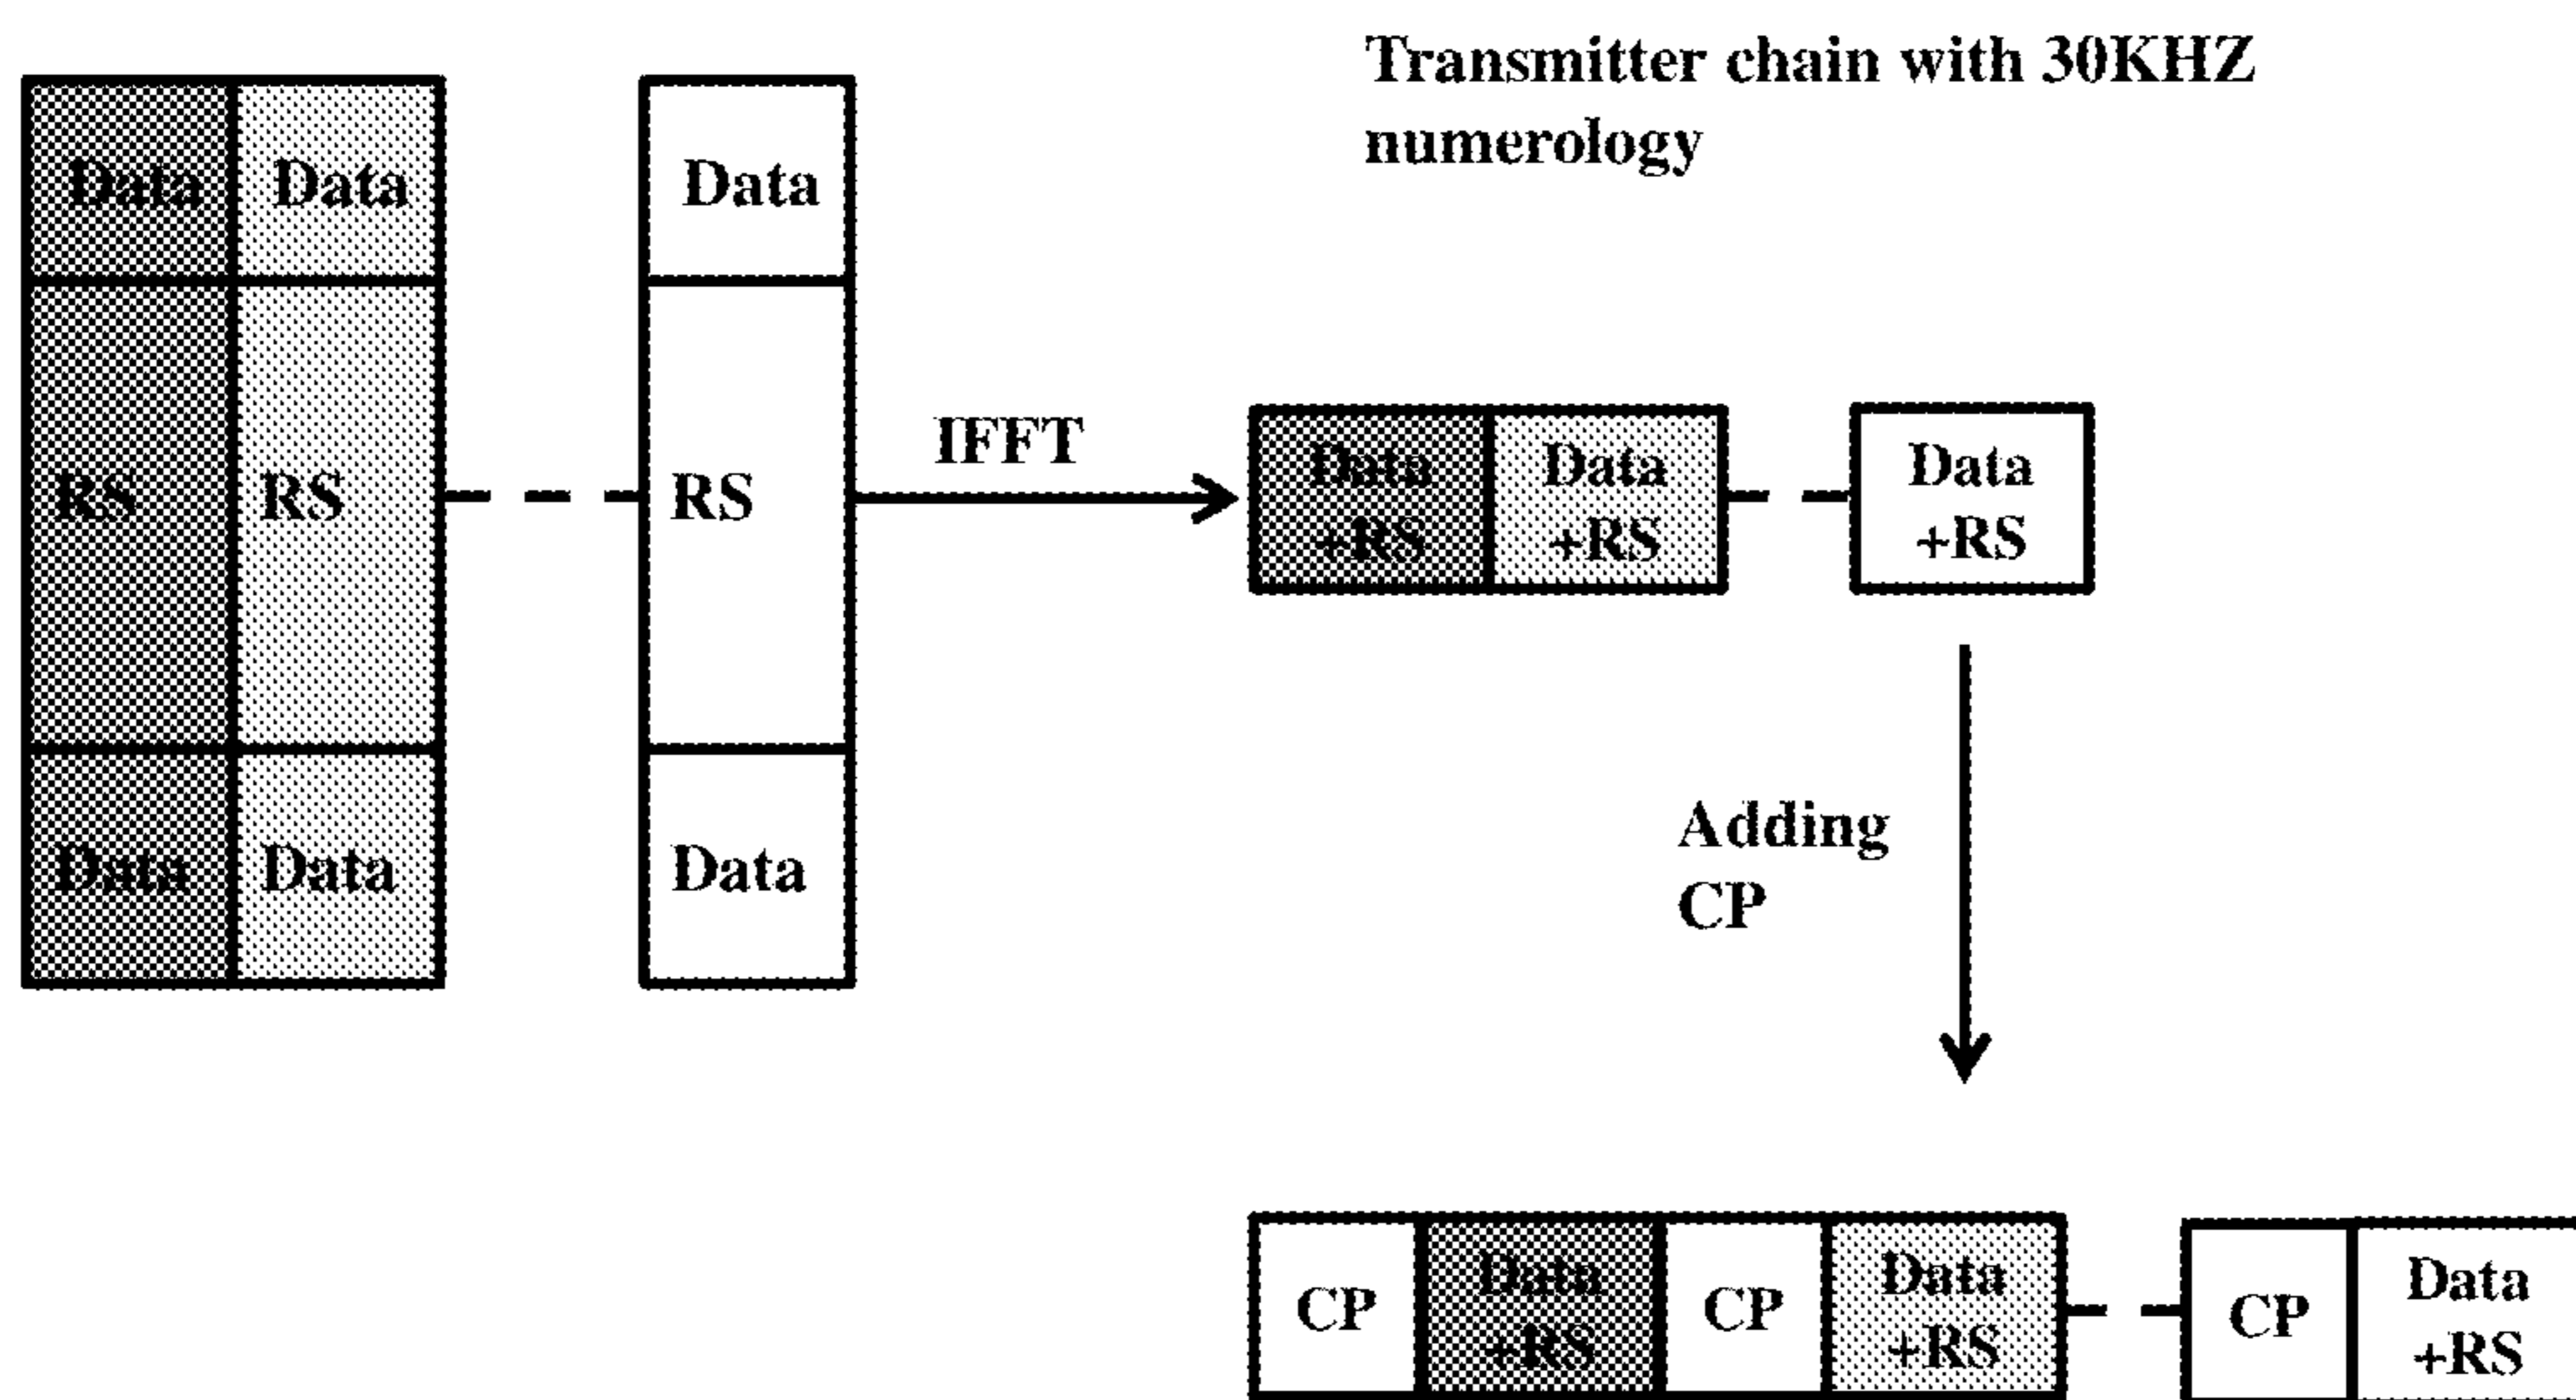 Transmitter chain with 30KHZ
numerology
Data Data Data
RS RS RS
Data Data Data
IFFT
Data Data Data
+RS +RS +RS
Adding
CP
CP Data CP Data CP Data
+RS +RS +RS